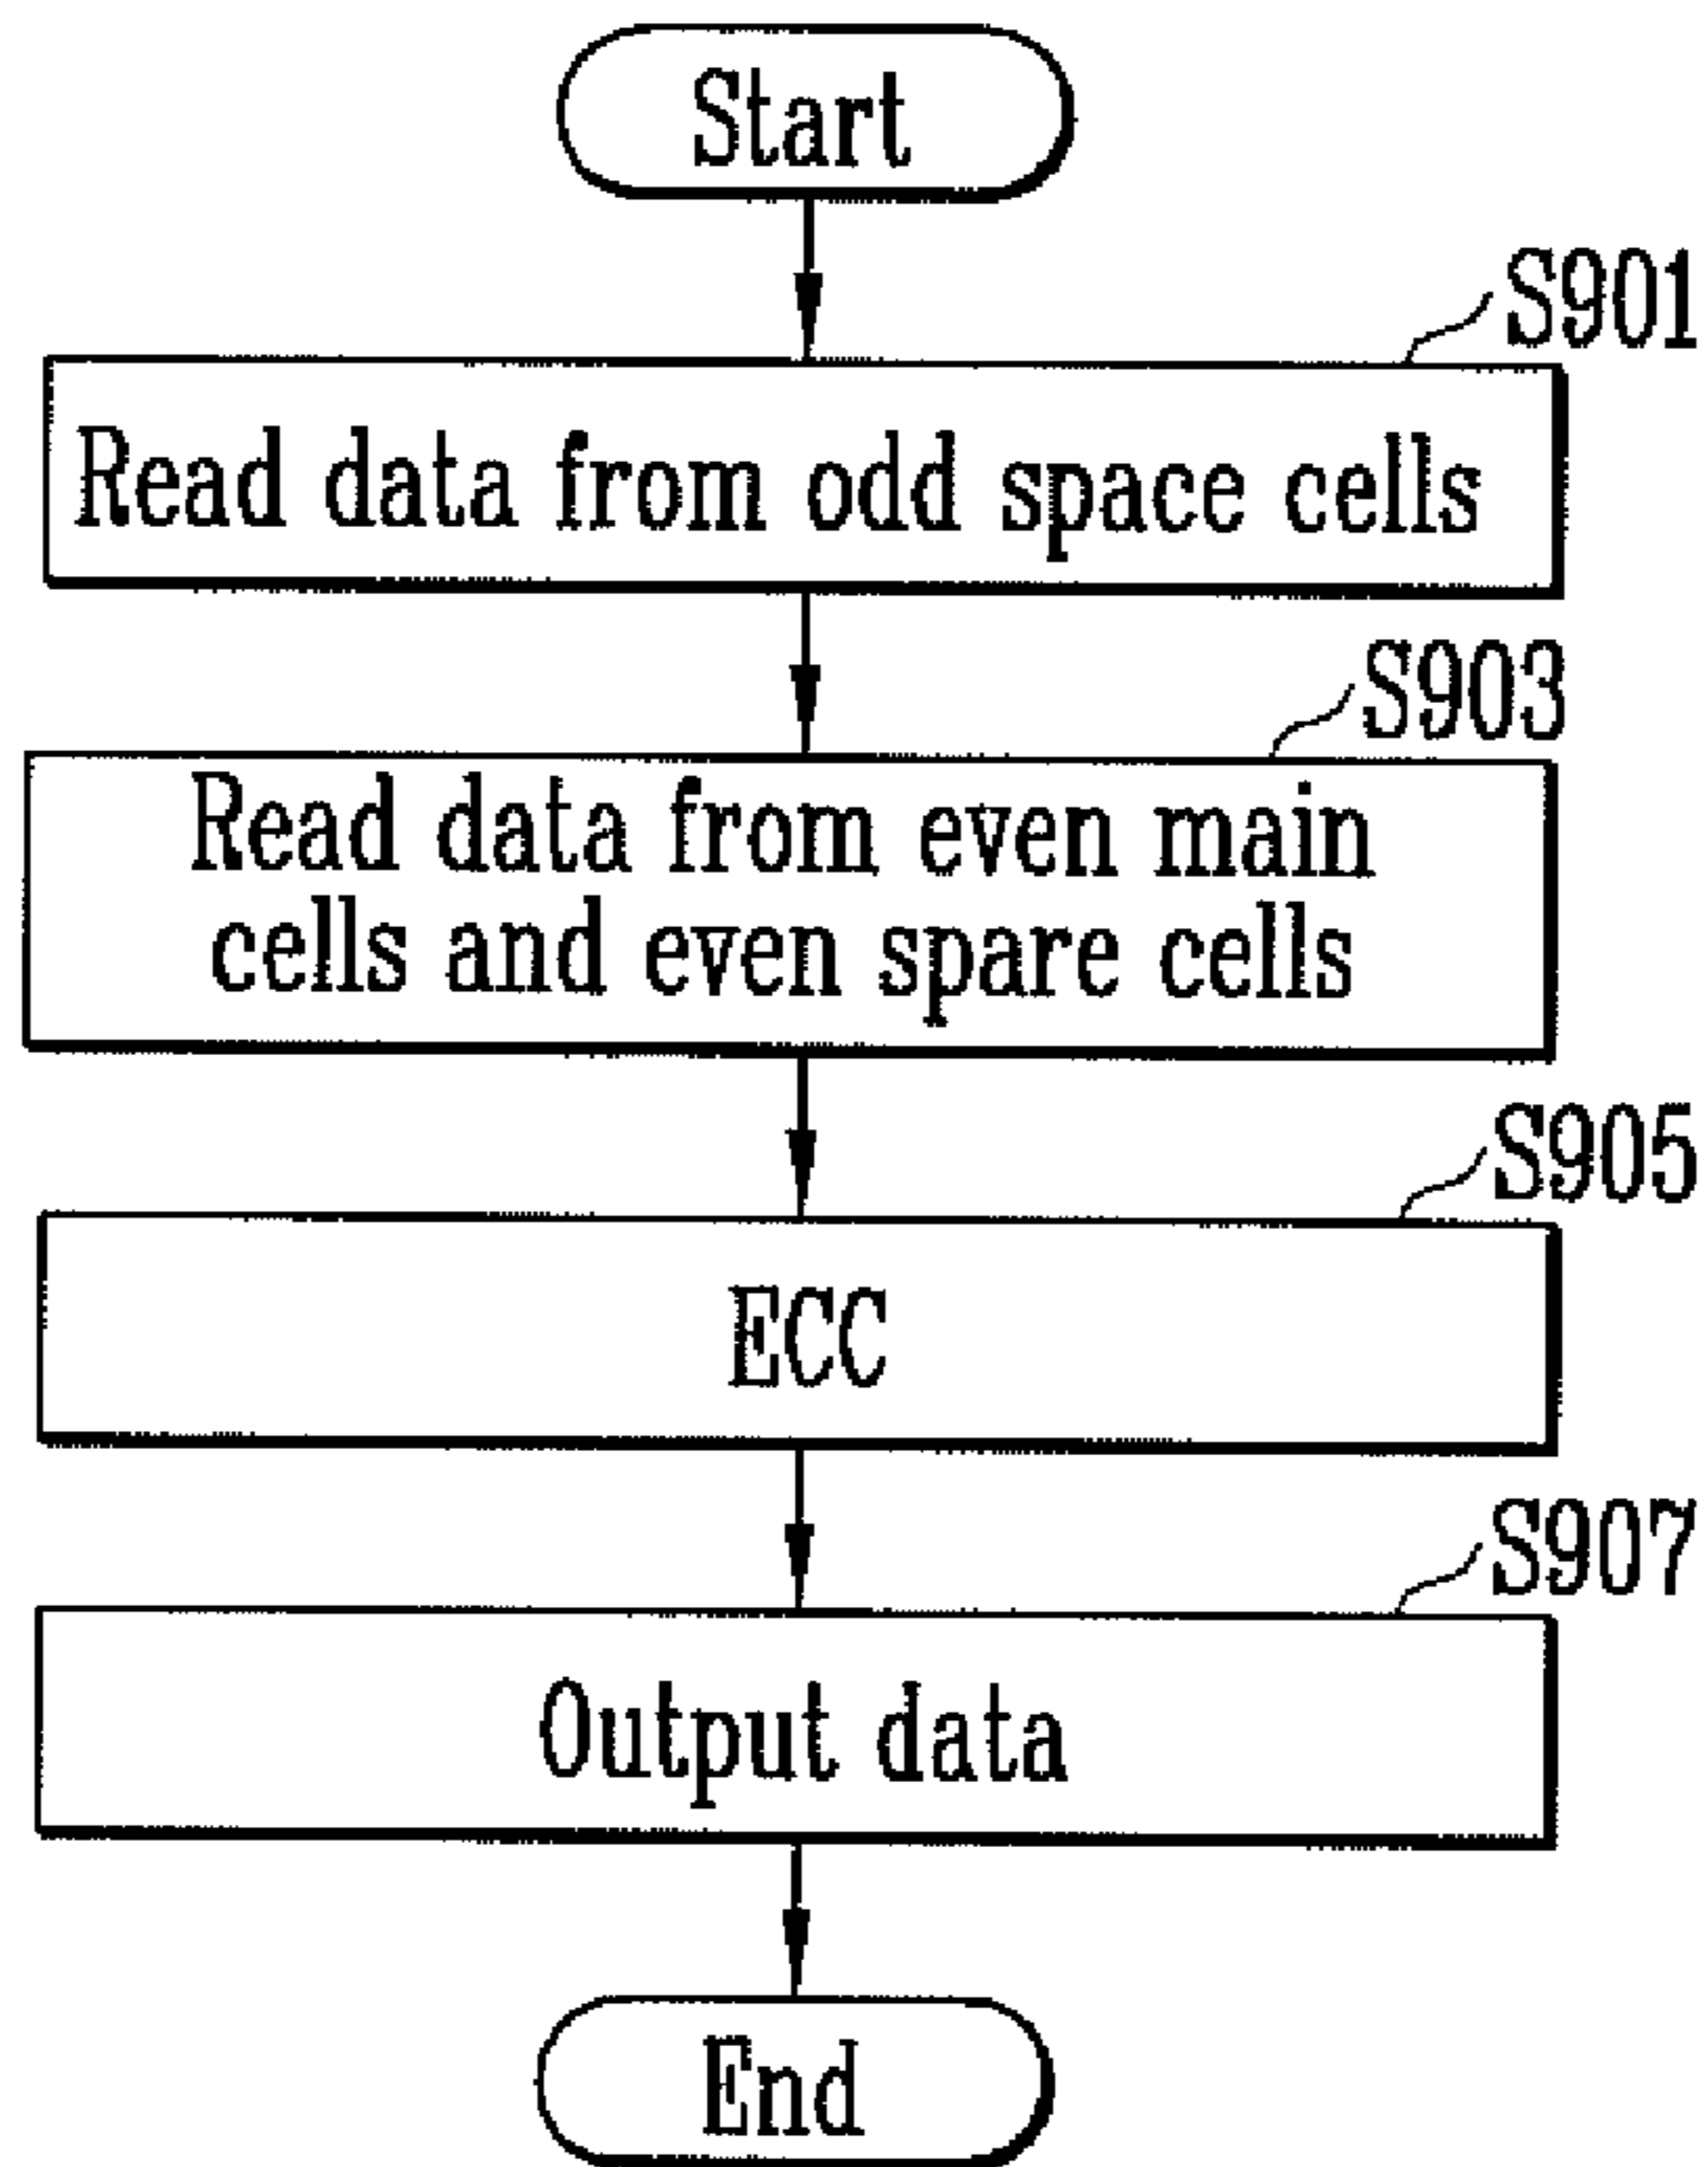 Start
S901
Read data from odd space cells
S903
Read data from even main
cells and even spare cells
S905
ECC
S907
Output data
End